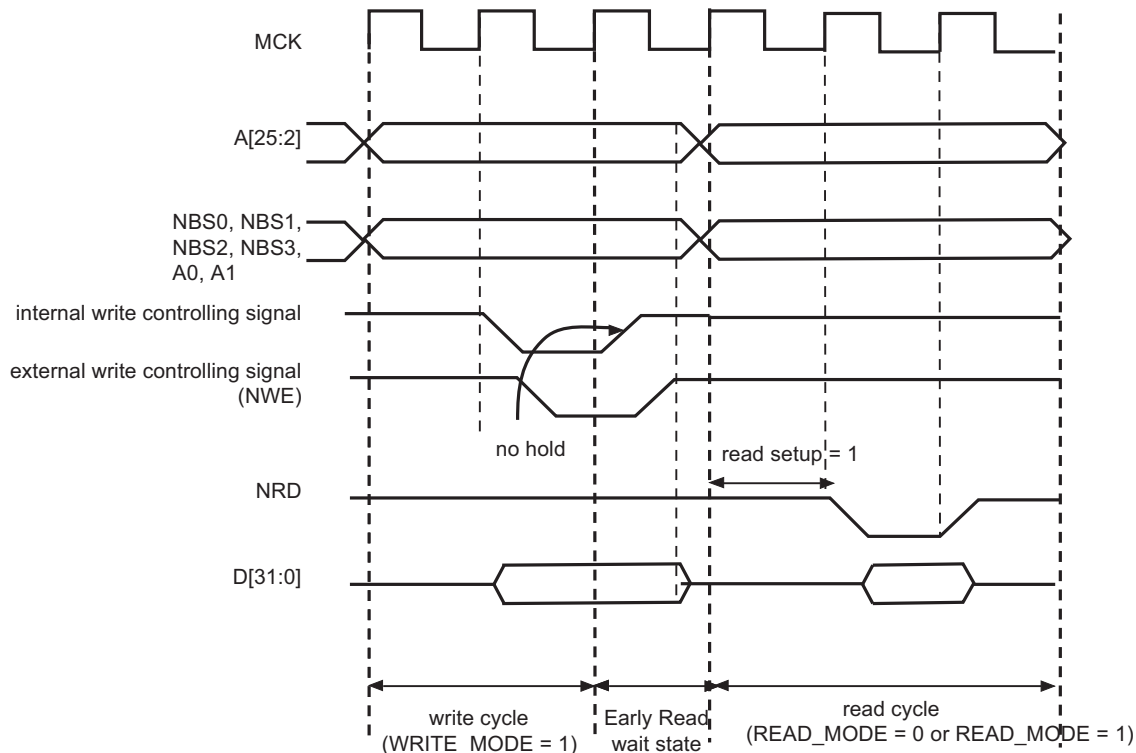 MCK
A[25:2]
NBS0, NBS1,
NBS2, NBS3,
A0, A1
internal write controlling signal
external write controlling signal
(NWE)
no hold
read setup = 1
NRD
D[31:0]
write cycle
(WRITE_MODE = 1)
Early Read
wait state
read cycle
(READ_MODE = 0 or READ_MODE = 1)